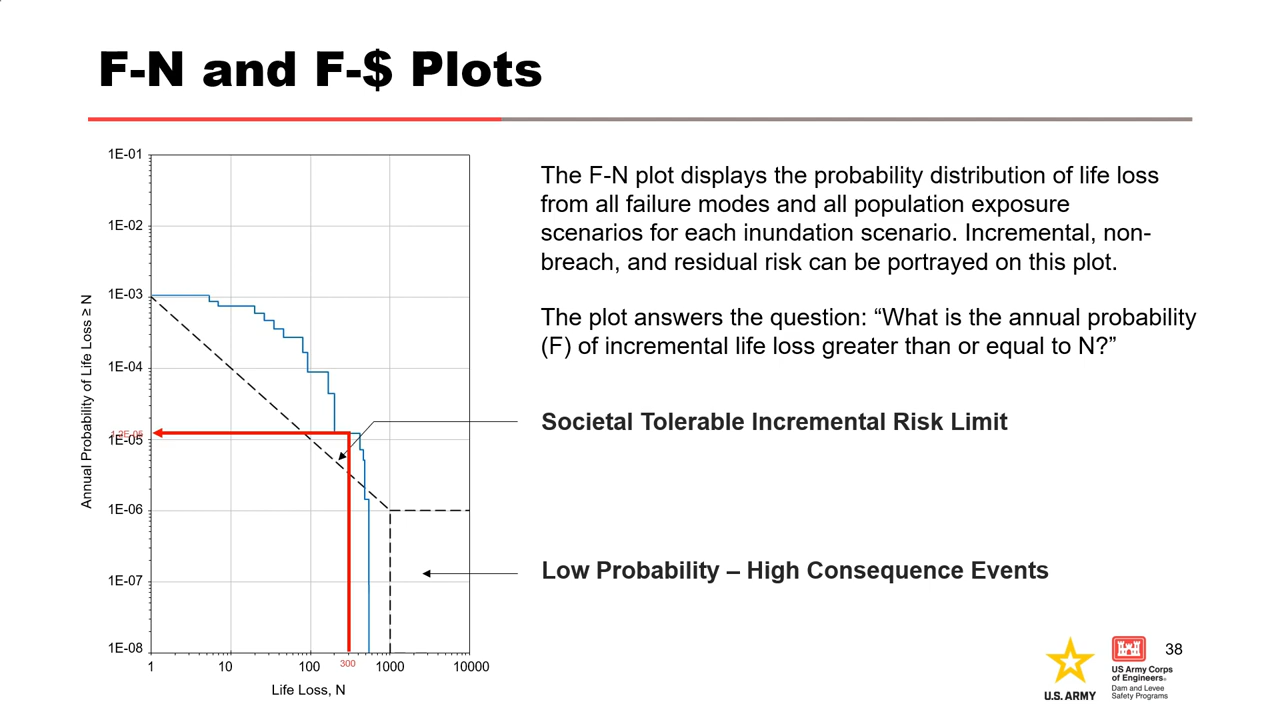 F-N and F-$ Plots
1E-01
1E-02
1E-03
1E-04
1E-05
1E-06
1E-07
1E-08
Annual Probability of Life Loss ≥ N
1
10
100
300
1000
10000
Life Loss, N
The F-N plot displays the probability distribution of life loss
from all failure modes and all population exposure
scenarios for each inundation scenario. Incremental, non-
breach, and residual risk can be portrayed on this plot.
The plot answers the question: “What is the annual probability
(F) of incremental life loss greater than or equal to N?”
Societal Tolerable Incremental Risk Limit
Low Probability – High Consequence Events
38
U.S. ARMY
US Army Corps
of Engineers®
Dam and Levee
Safety Programs